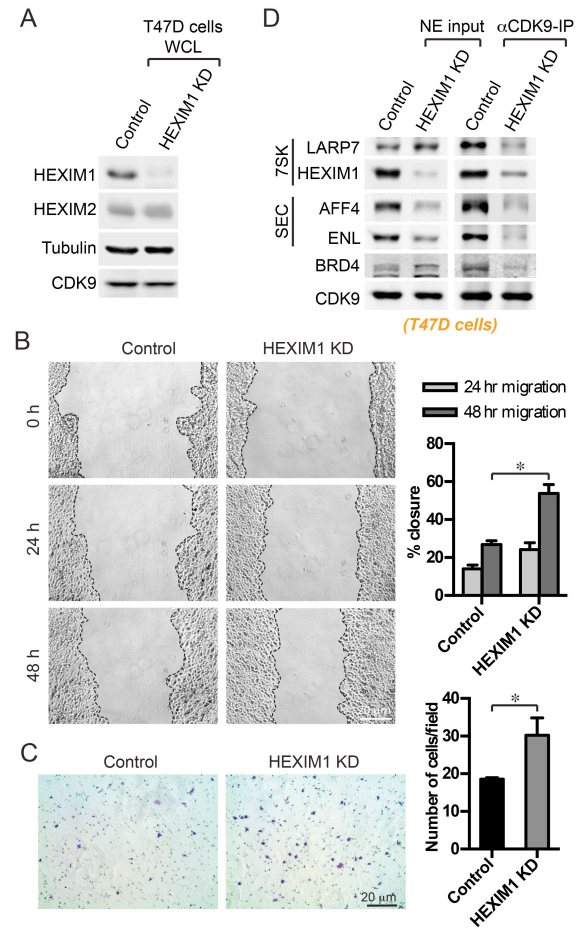 A
T47D cells
WCL
Control
HEXIM1 KD
HEXIM1
HEXIM2
Tubulin
CDK9
D
NE input
αCDK9-IP
Control
HEXIM1 KD
Control
HEXIM1 KD
7SK
LARP7
HEXIM1
SEC
AFF4
ENL
BRD4
CDK9
(T47D cells)
B
Control
HEXIM1 KD
0 h
24 h
48 h
24 hr migration
48 hr migration
80
60
40
20
0
% closure
*
Control
HEXIM1 KD
C
Control
HEXIM1 KD
20 μm
40
30
20
10
0
Number of cells/field
*
Control
HEXIM1 KD